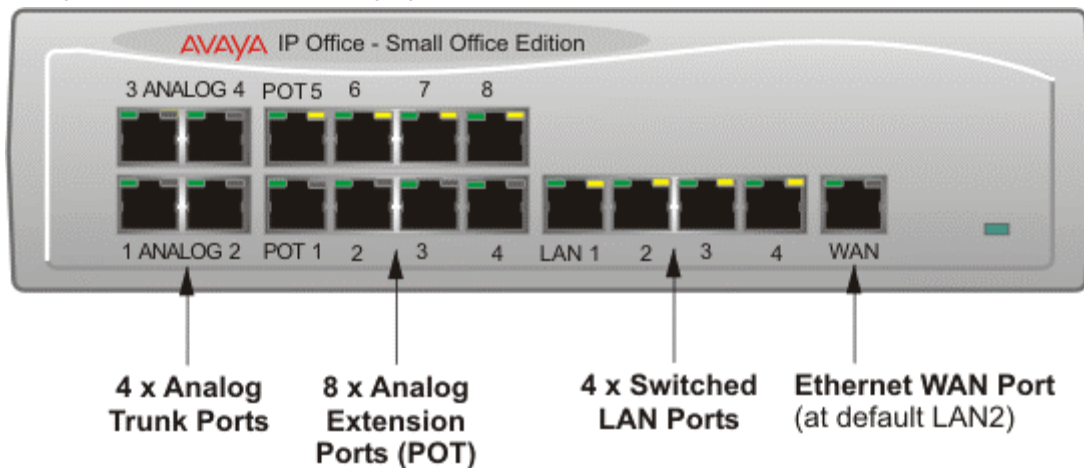 AVAYA IP Office - Small Office Edition
3 ANALOG 4 POT 5 6 7 8
1 ANALOG 2 POT 1 2 3 4 LAN 1 2 3 4 WAN
4 x Analog
Trunk Ports
8 x Analog
Extension
Ports (POT)
4 x Switched
LAN Ports
Ethernet WAN Port
(at default LAN2)